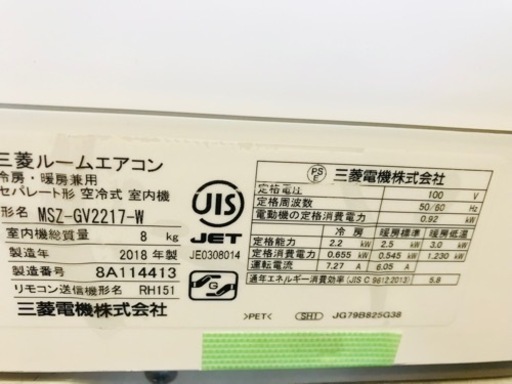 三菱ルームエアコン
冷房・暖房兼用
セパレート形 空冷式 室内機
形名 MSZ-GV2217-W
室内機総質量 8 kg
製造年 2018 年製
製造番号 8A114413
リモコン送信機形名 RH151
三菱電機株式会社
JIS
JET
JE0308014
G
PS
E
三菱電機株式会社
定格電圧 100 V
定格周波数 50/60 Hz
電動機の定格消費電力 0.92 kW
冷 房 暖房標準 暖房低温
定格能力 2.2 kW 2.5 kW 3.0 kW
定格消費電力 0.655 kW 0.545 kW 1.230 kW
運転電流 7.27 A 6.05 A
通年エネルギー消費効率(JIS C 9612:2013) 5.8
>PET< SHI JG79B825G38